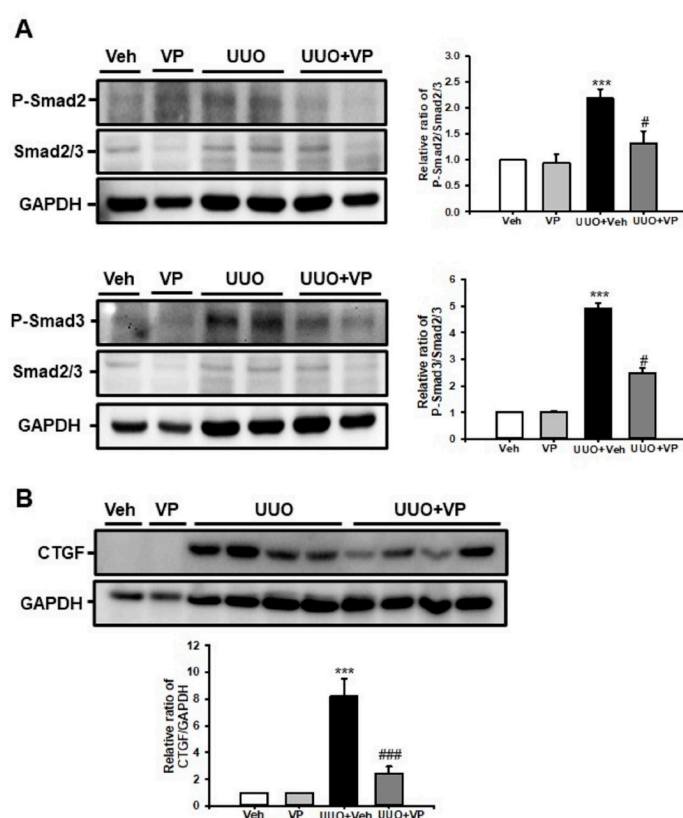 A
Veh VP UUO UUO+VP
P-Smad2
Smad2/3
GAPDH
Relative ratio of
P-Smad2/Smad2/3
3.0
2.5
2.0
1.5
1.0
0.5
0.0
***
#
Veh VP UUO+Veh UUO+VP
Veh VP UUO UUO+VP
P-Smad3
Smad2/3
GAPDH
Relative ratio of
P-Smad3/Smad2/3
6
5
4
3
2
1
0
***
#
Veh VP UUO+Veh UUO+VP
B
Veh VP UUO UUO+VP
CTGF
GAPDH
Relative ratio of
CTGF/GAPDH
12
10
8
6
4
2
0
***
###
Veh VP UUO+Veh UUO+VP